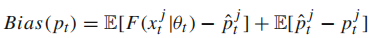 Bias(p_t) = 𝔼[F(x_t^j|θ_t) − p̂_t^j] + 𝔼[p̂_t^j − p_t^j]